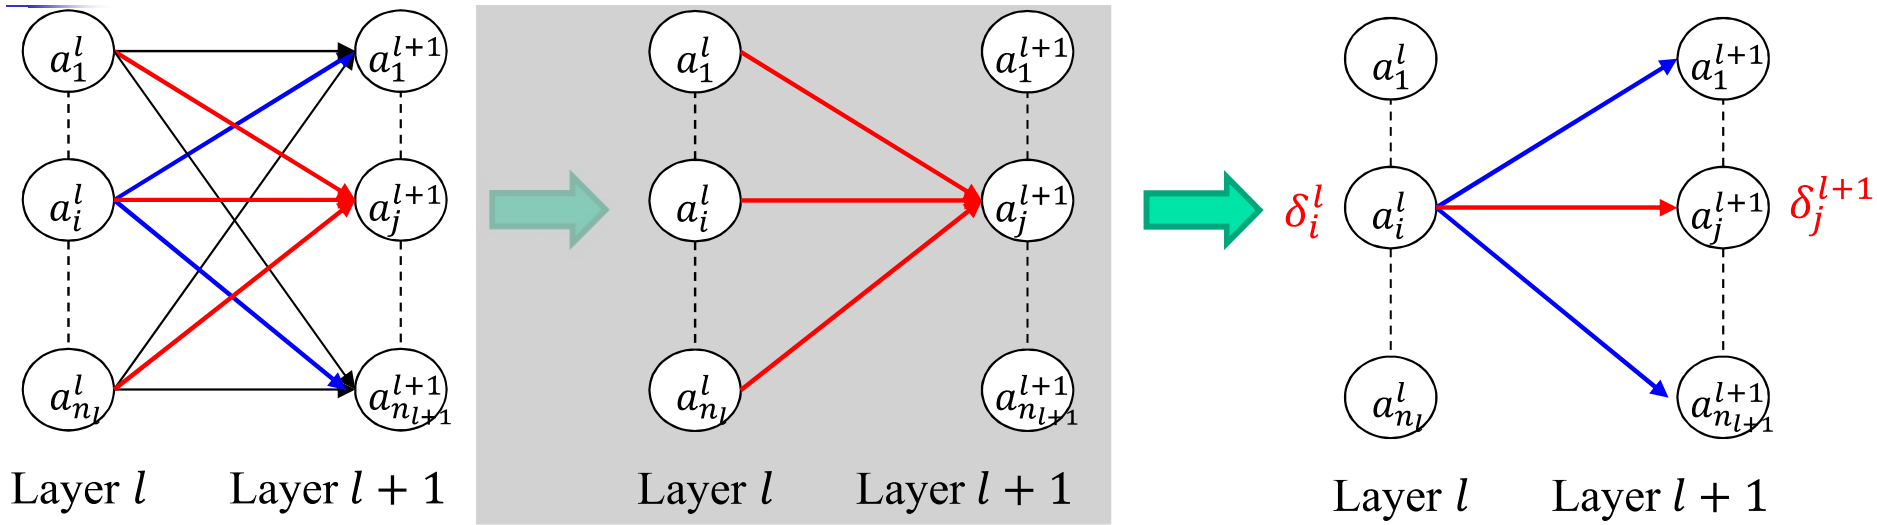 a_1^l a_1^{l+1} a_1^l a_1^{l+1} a_1^l a_1^{l+1}
a_i^l a_j^{l+1} a_i^l a_j^{l+1} δ_i^l a_i^l a_j^{l+1} δ_j^{l+1}
a_{n_l}^l a_{n_{l+1}}^{l+1} a_{n_l}^l a_{n_{l+1}}^{l+1} a_{n_l}^l a_{n_{l+1}}^{l+1}
Layer l Layer l + 1 Layer l Layer l + 1 Layer l Layer l + 1